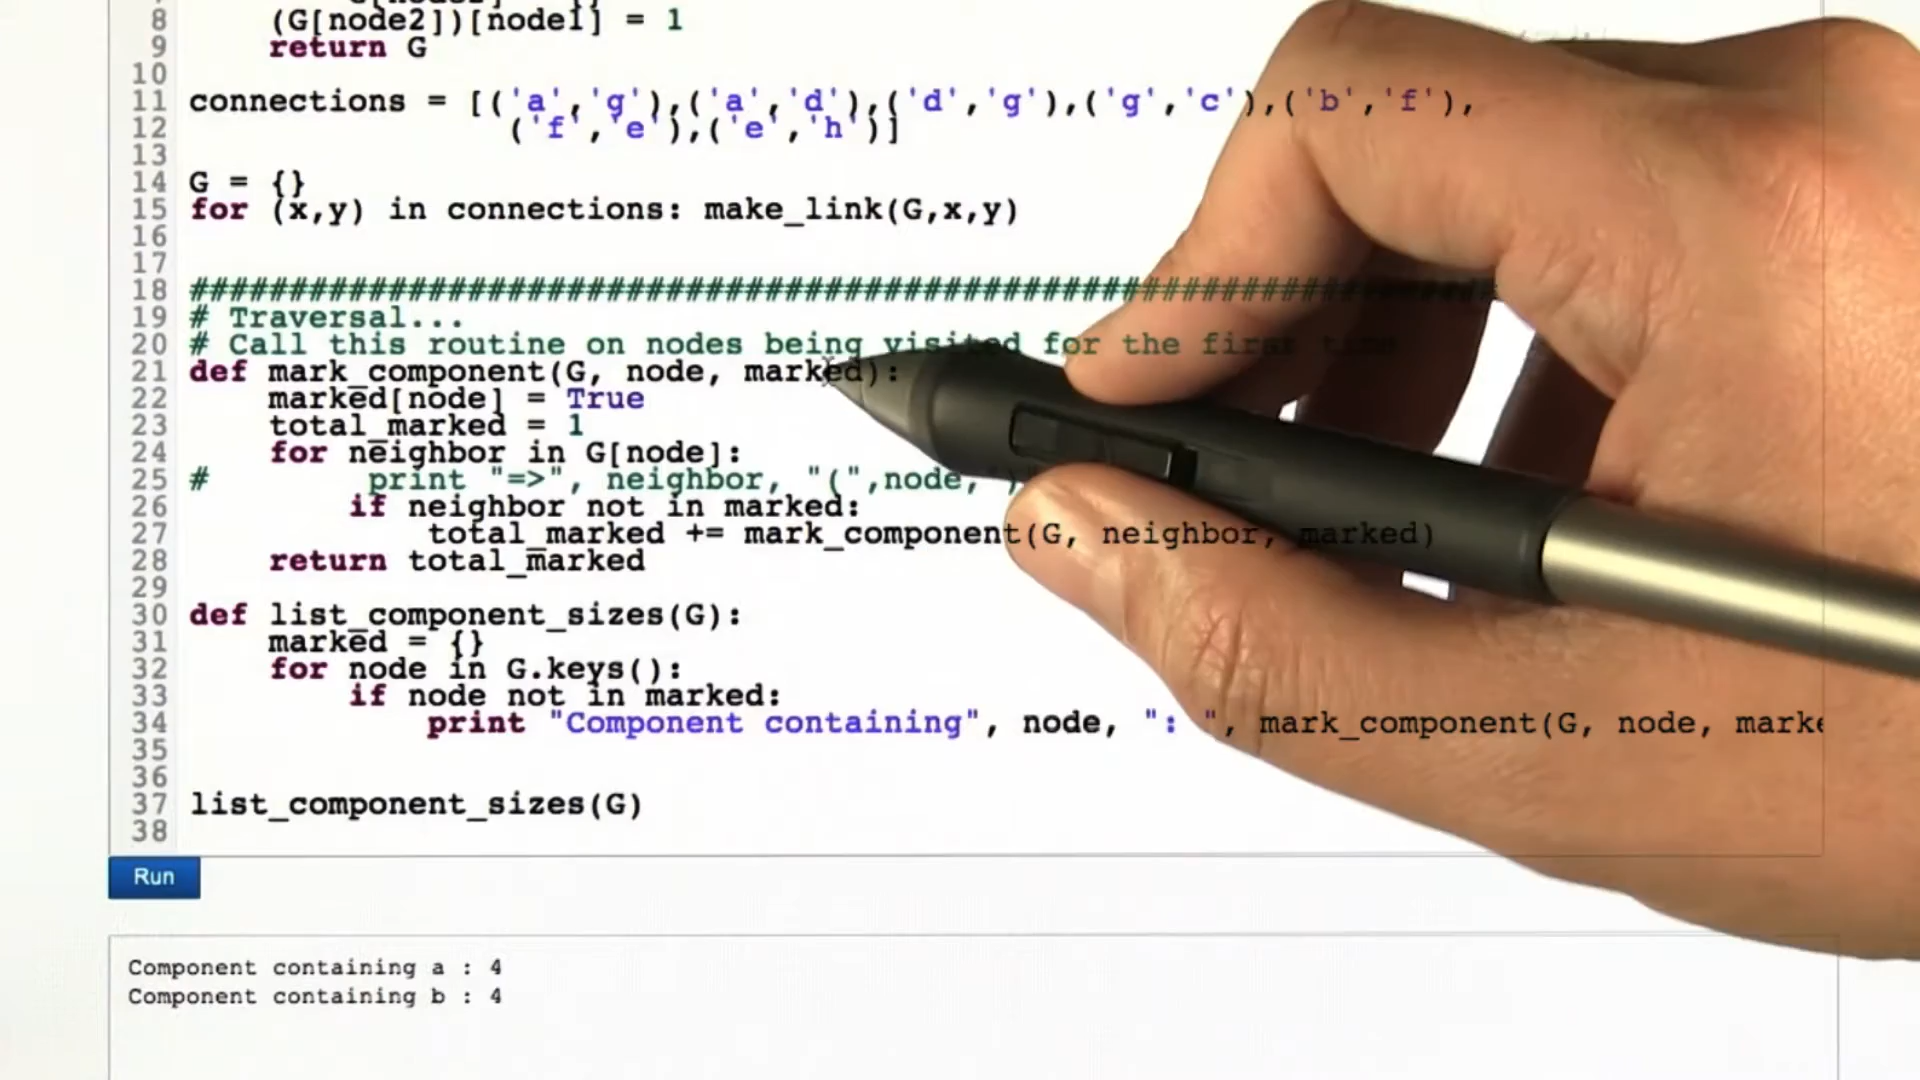 8 (G[node2])[node1] = 1
9 return G
10
11 connections = [('a','g'),('a','d'),('d','g'),('g','c'),('b','f'),
12 ('f','e'),('e','h')]
13
14 G = {}
15 for (x,y) in connections: make_link(G,x,y)
16
17
18 ##################################################################
19 # Traversal...
20 # Call this routine on nodes being visited for the first time
21 def mark_component(G, node, marked):
22 marked[node] = True
23 total_marked = 1
24 for neighbor in G[node]:
25 # print "=>", neighbor, "(",node,
26 if neighbor not in marked:
27 total_marked += mark_component(G, neighbor, marked)
28 return total_marked
29
30 def list_component_sizes(G):
31 marked = {}
32 for node in G.keys():
33 if node not in marked:
34 print "Component containing", node, ": ", mark_component(G, node, marke
35
36
37 list_component_sizes(G)
38
Run
Component containing a : 4
Component containing b : 4